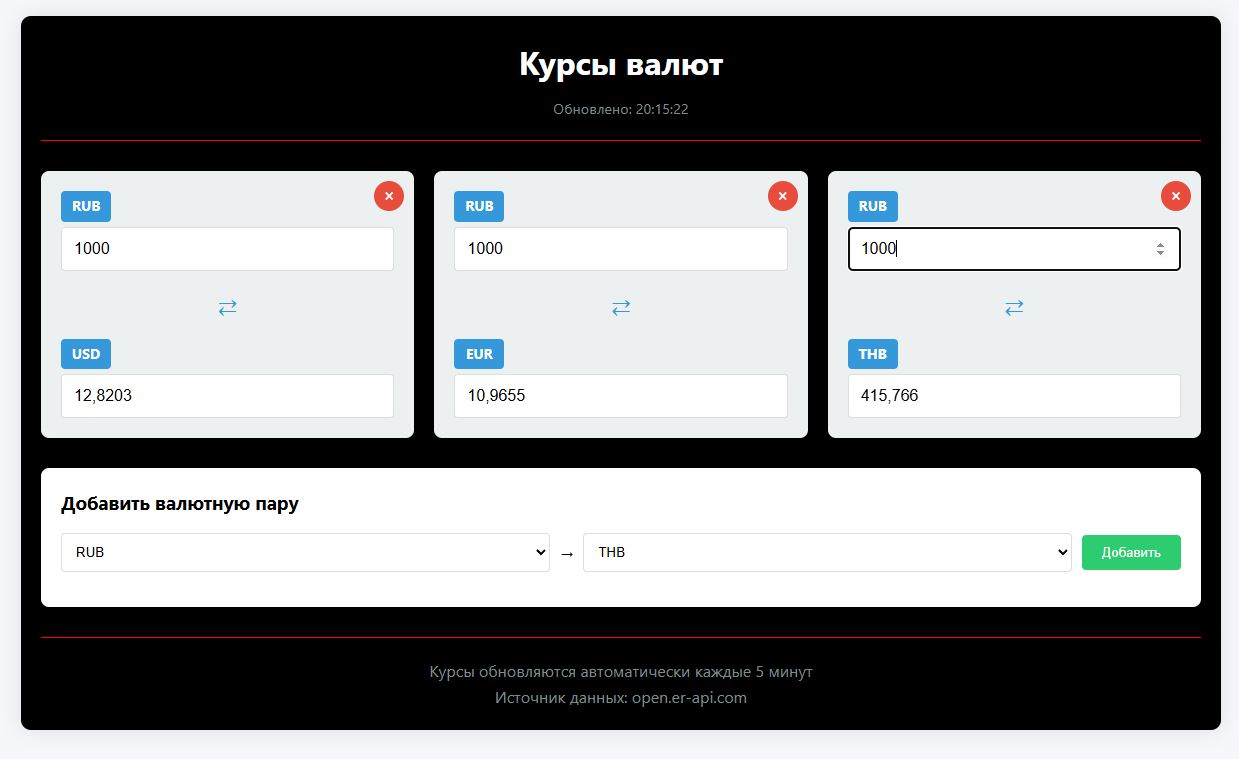 Курсы валют
Обновлено: 20:15:22
RUB ×
1000
⇄
USD
12,8203
RUB ×
1000
⇄
EUR
10,9655
RUB ×
1000
⇄
THB
415,766
Добавить валютную пару
RUB → THB Добавить
Курсы обновляются автоматически каждые 5 минут
Источник данных: open.er-api.com